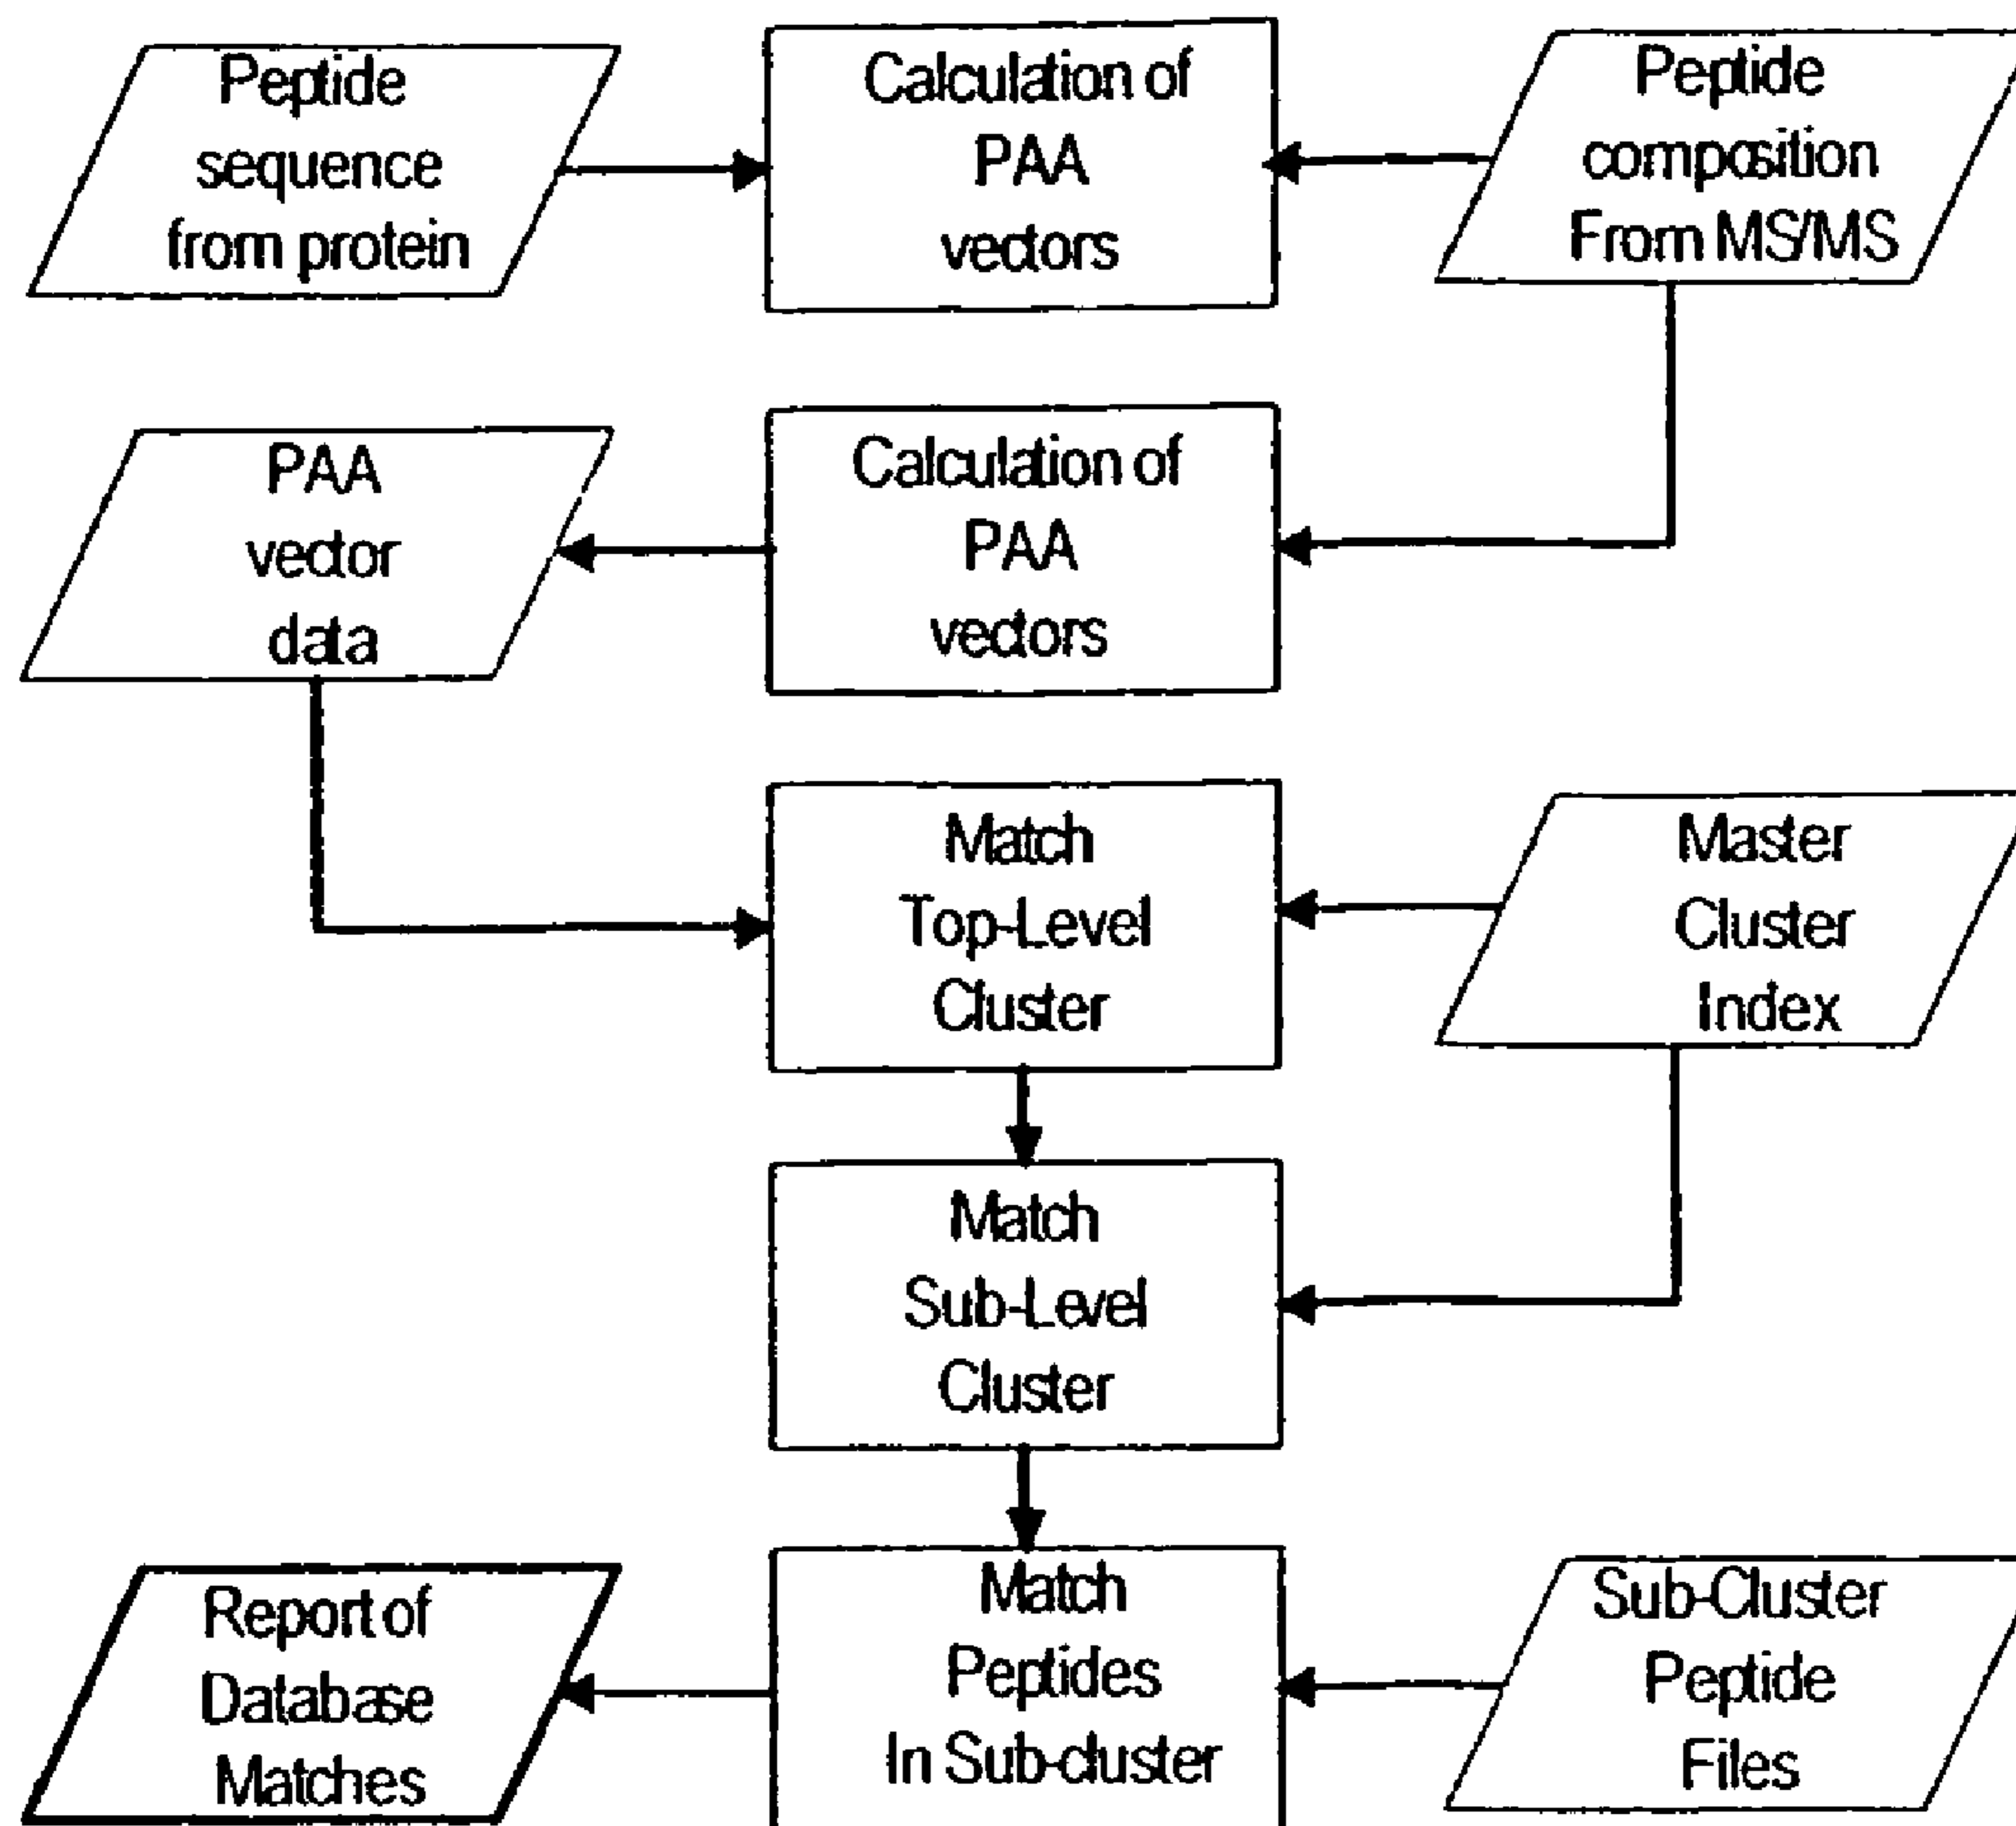 Peptide
sequence
from protein
Calculation of
PAA
vectors
Peptide
composition
From MS/MS
PAA
vector
data
Calculation of
PAA
vectors
Match
Top-Level
Cluster
Master
Cluster
Index
Match
Sub-Level
Cluster
Report of
Database
Matches
Match
Peptides
In Sub-cluster
Sub-Cluster
Peptide
Files